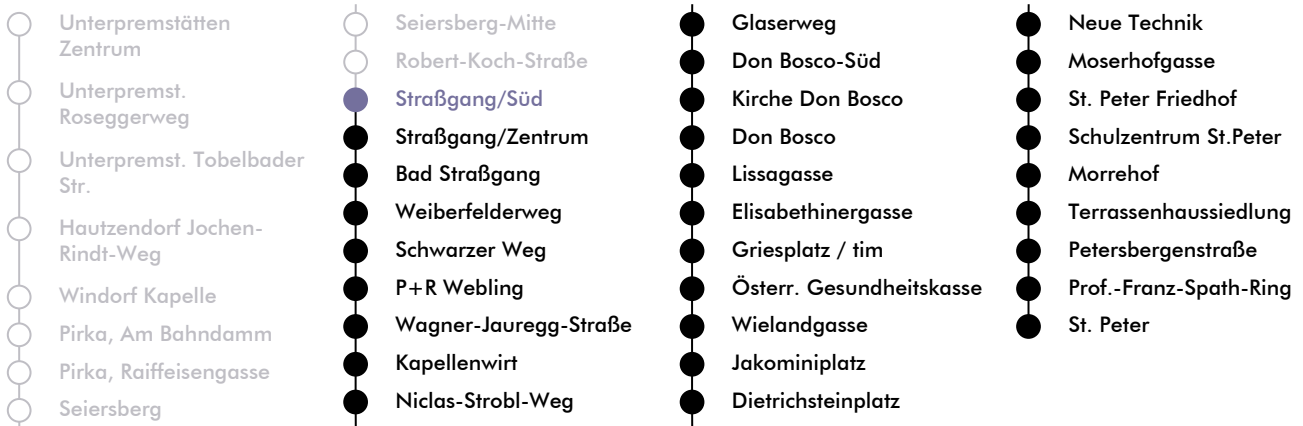 Unterpremstätten
Zentrum
Unterpremst.
Roseggerweg
Unterpremst. Tobelbader
Str.
Hautzendorf Jochen-
Rindt-Weg
Windorf Kapelle
Pirka, Am Bahndamm
Pirka, Raiffeisengasse
Seiersberg
Seiersberg-Mitte
Robert-Koch-Straße
Straßgang/Süd
Straßgang/Zentrum
Bad Straßgang
Weiberfelderweg
Schwarzer Weg
P+R Webling
Wagner-Jauregg-Straße
Kapellenwirt
Niclas-Strobl-Weg
Glaserweg
Don Bosco-Süd
Kirche Don Bosco
Don Bosco
Lissagasse
Elisabethinergasse
Griesplatz / tim
Österr. Gesundheitskasse
Wielandgasse
Jakominiplatz
Dietrichsteinplatz
Neue Technik
Moserhofgasse
St. Peter Friedhof
Schulzentrum St.Peter
Morrehof
Terrassenhaussiedlung
Petersbergenstraße
Prof.-Franz-Spath-Ring
St. Peter